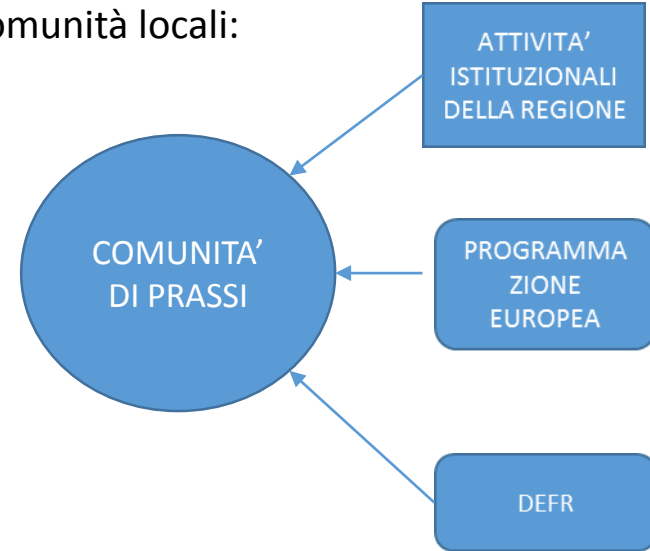 omunità locali:
ATTIVITA’
ISTITUZIONALI
DELLA REGIONE
COMUNITA’
DI PRASSI
PROGRAMMA
ZIONE
EUROPEA
DEFR